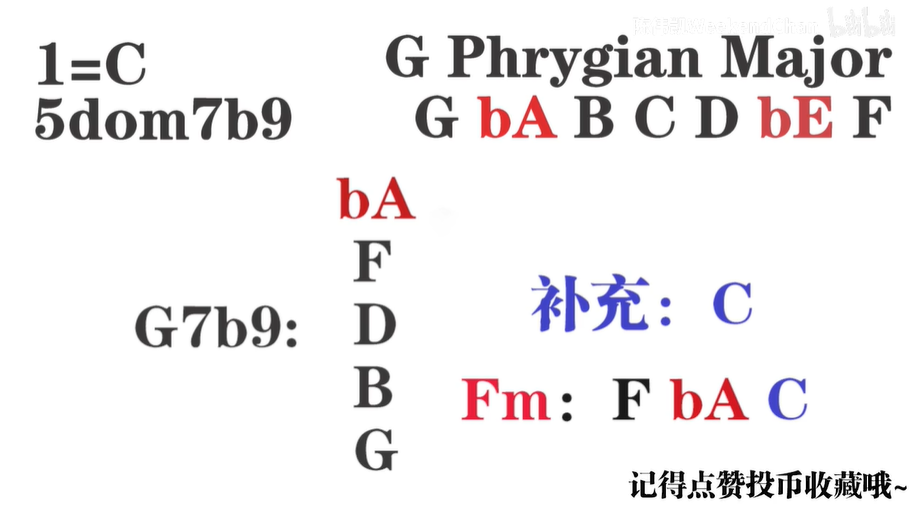 1=C
5dom7b9
G Phrygian Major
G bA B C D bE F
bA
F
D
B
G
G7b9:
补充: C
Fm: F bA C
记得点赞投币收藏哦~
bilibili